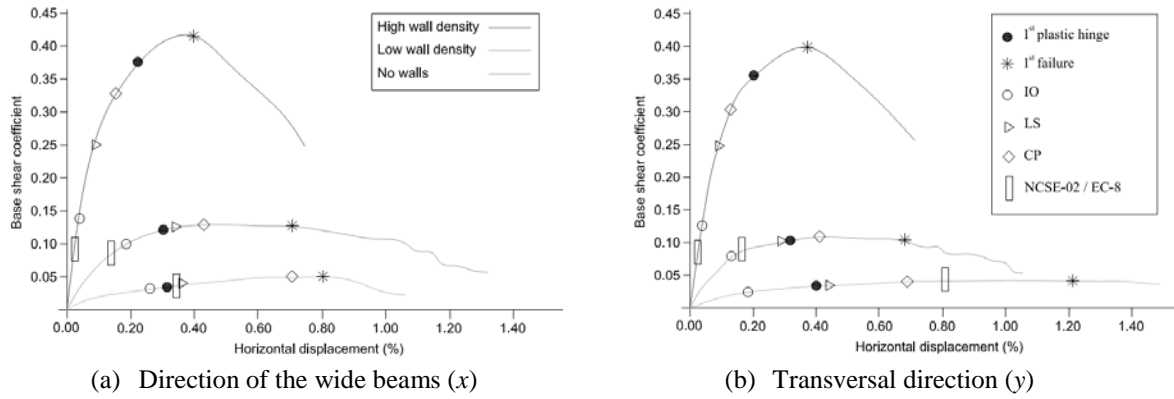 0.45
0.40
0.35
0.30
0.25
0.20
0.15
0.10
0.05
Base shear coefficient
0.00 0.20 0.40 0.60 0.80 1.00 1.20 1.40
Horizontal displacement (%)
High wall density
Low wall density
No walls
(a) Direction of the wide beams (x)
0.45
0.40
0.35
0.30
0.25
0.20
0.15
0.10
0.05
Base shear coefficient
0.00 0.20 0.40 0.60 0.80 1.00 1.20 1.40
Horizontal displacement (%)
1st plastic hinge
1st failure
IO
LS
CP
NCSE-02 / EC-8
(b) Transversal direction (y)